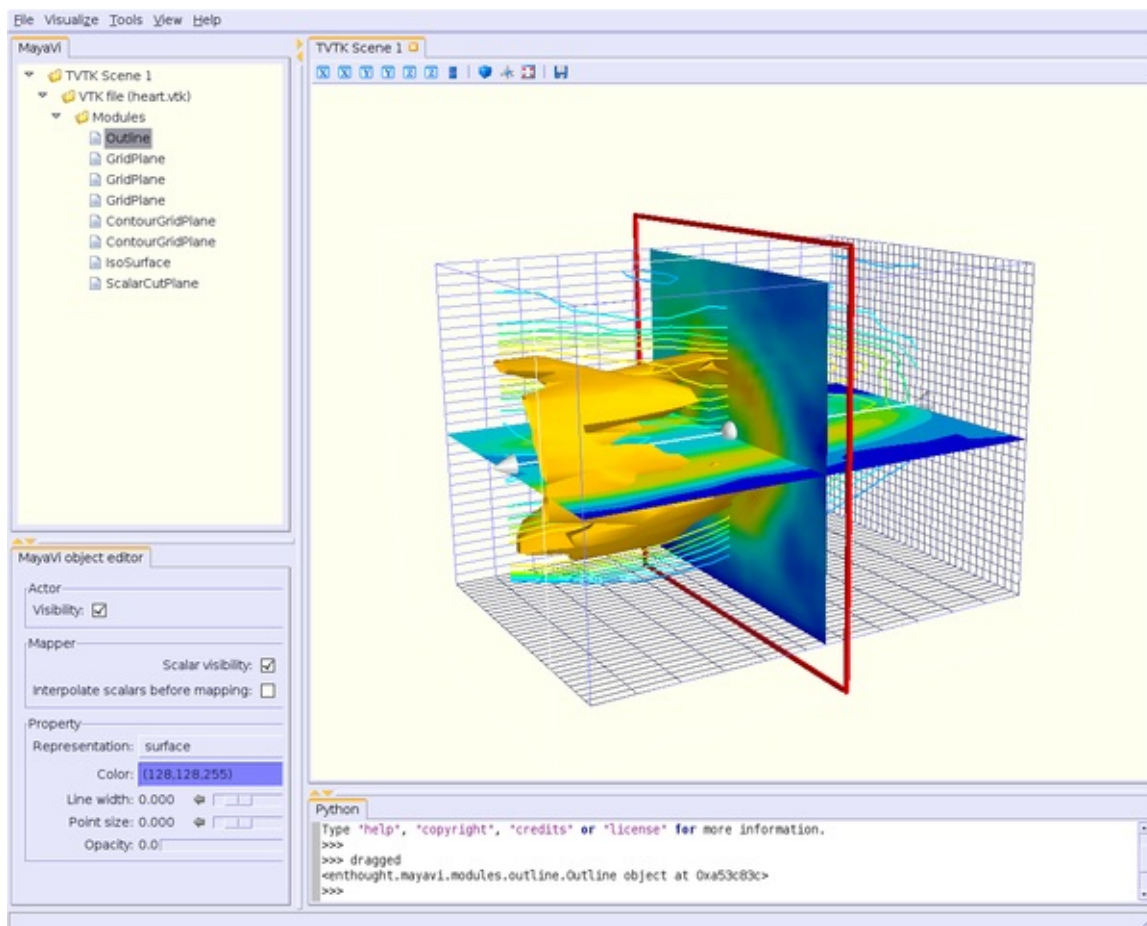 File Visualize Tools View Help
MayaVi
TVTK Scene 1
VTK file (heart.vtk)
Modules
Outline
GridPlane
GridPlane
GridPlane
ContourGridPlane
ContourGridPlane
IsoSurface
ScalarCutPlane
TVTK Scene 1
X X Y Y Z Z
MayaVi object editor
Actor
Visibility:
Mapper
Scalar visibility:
Interpolate scalars before mapping:
Property
Representation: surface
Color: (128,128,255)
Line width: 0.000
Point size: 0.000
Opacity: 0.0
Python
Type "help", "copyright", "credits" or "license" for more information.
>>>
>>> dragged
<enthought.mayavi.modules.outline.Outline object at 0xa53c83c>
>>>